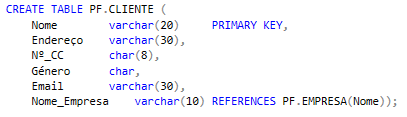 CREATE TABLE PF.CLIENTE (
Nome varchar(20) PRIMARY KEY,
Endereço varchar(30),
Nº_CC char(8),
Género char,
Email varchar(30),
Nome_Empresa varchar(10) REFERENCES PF.EMPRESA(Nome));